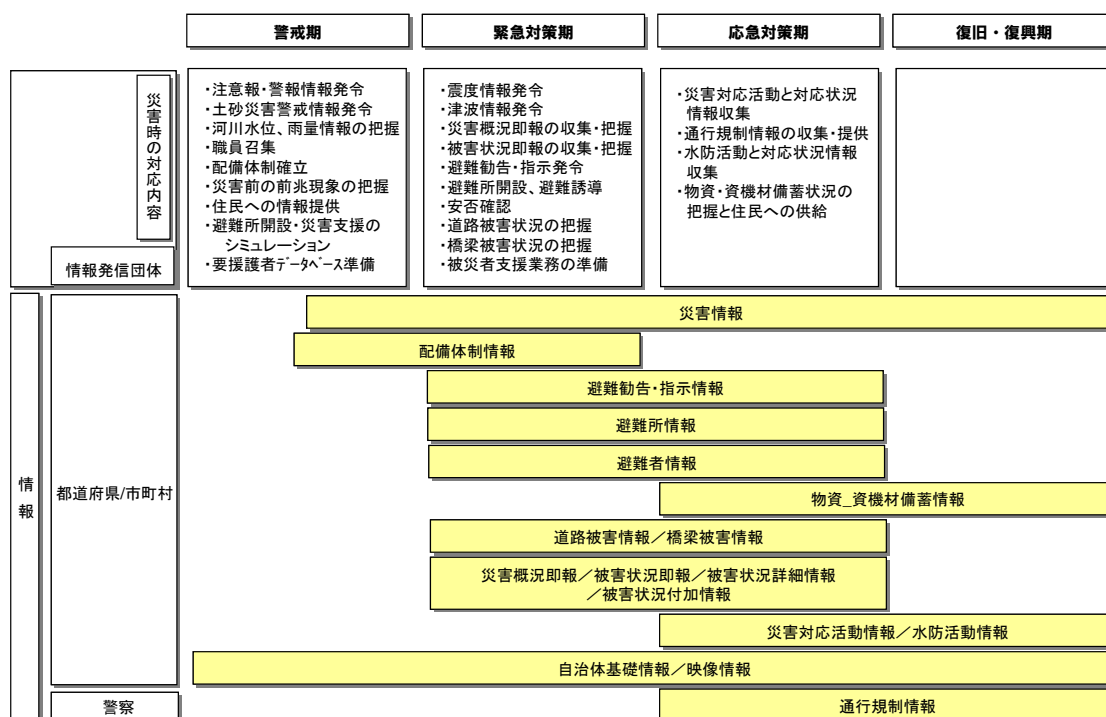 警戒期
緊急対策期
応急対策期
復旧・復興期
災害時の対応内容
情報発信団体
・注意報・警報情報発令
・土砂災害警戒情報発令
・河川水位、雨量情報の把握
・職員召集
・配備体制確立
・災害前の前兆現象の把握
・住民への情報提供
・避難所開設・災害支援の
シミュレーション
・要援護者データベース準備
・震度情報発令
・津波情報発令
・災害概況即報の収集・把握
・被害状況即報の収集・把握
・避難勧告・指示発令
・避難所開設、避難誘導
・安否確認
・道路被害状況の把握
・橋梁被害状況の把握
・被災者支援業務の準備
・災害対応活動と対応状況
情報収集
・通行規制情報の収集・提供
・水防活動と対応状況情報
収集
・物資・資機材備蓄状況の
把握と住民への供給
情報
都道府県/市町村
災害情報
配備体制情報
避難勧告・指示情報
避難所情報
避難者情報
物資_資機材備蓄情報
道路被害情報／橋梁被害情報
災害概況即報／被害状況即報／被害状況詳細情報
／被害状況付加情報
災害対応活動情報／水防活動情報
自治体基礎情報／映像情報
警察
通行規制情報